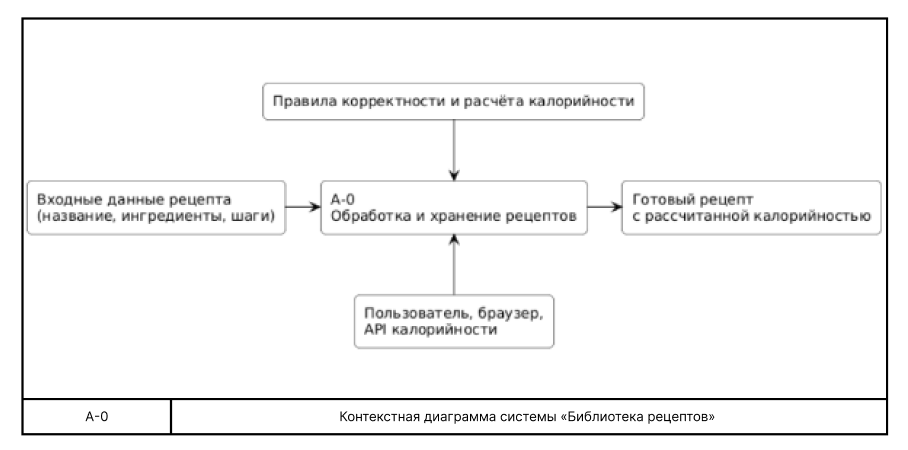 Правила корректности и расчёта калорийности
Входные данные рецепта
(название, ингредиенты, шаги)
A-0
Обработка и хранение рецептов
Готовый рецепт
с рассчитанной калорийностью
Пользователь, браузер,
API калорийности
A-0
Контекстная диаграмма системы «Библиотека рецептов»